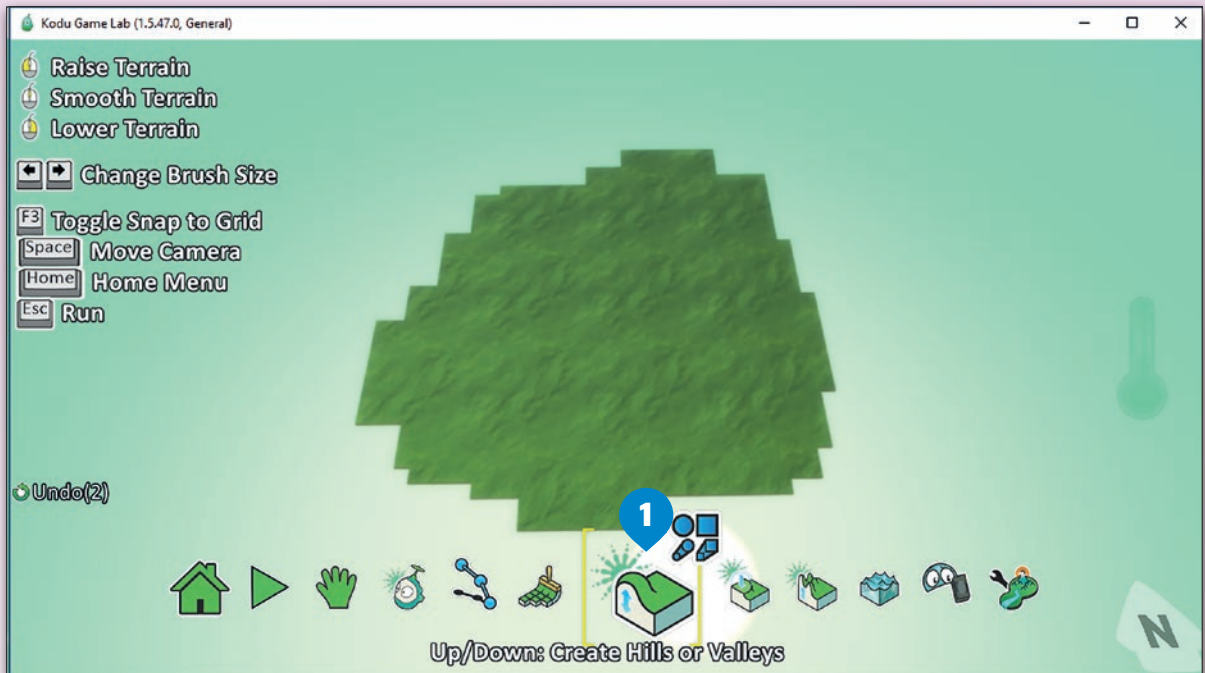 Kodu Game Lab (1.5.47.0, General)
Raise Terrain
Smooth Terrain
Lower Terrain
Change Brush Size
F3 Toggle Snap to Grid
Space Move Camera
Home Home Menu
Esc Run
Undo(2)
1
Up/Down: Create Hills or Valleys
N